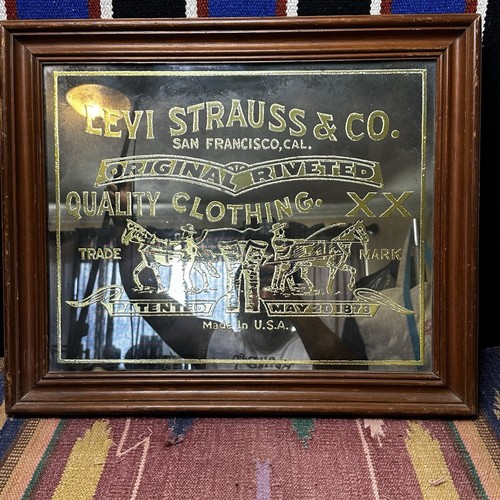 LEVI STRAUSS & CO.
SAN FRANCISCO, CAL.
ORIGINAL RIVETED
QUALITY CLOTHING. XX
TRADE MARK
PATENTED MAY 20 1873
Made in U.S.A.